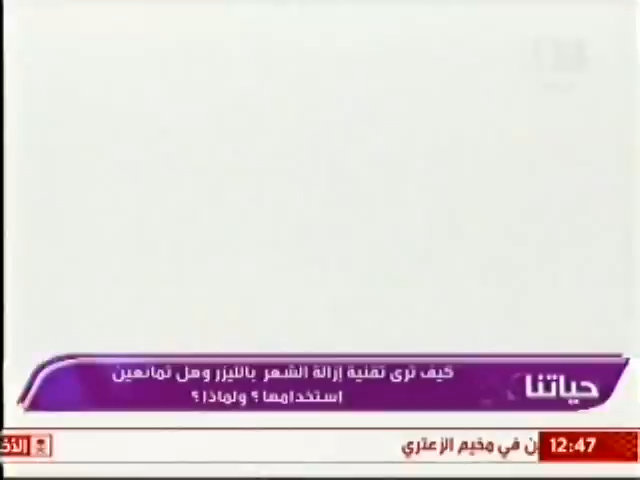 حياتنا
كيف ترى تقنية إزالة الشعر بالليزر وهل تمانعين
استخدامها؟ ولماذا؟
12:47
في مخيم الزعتري